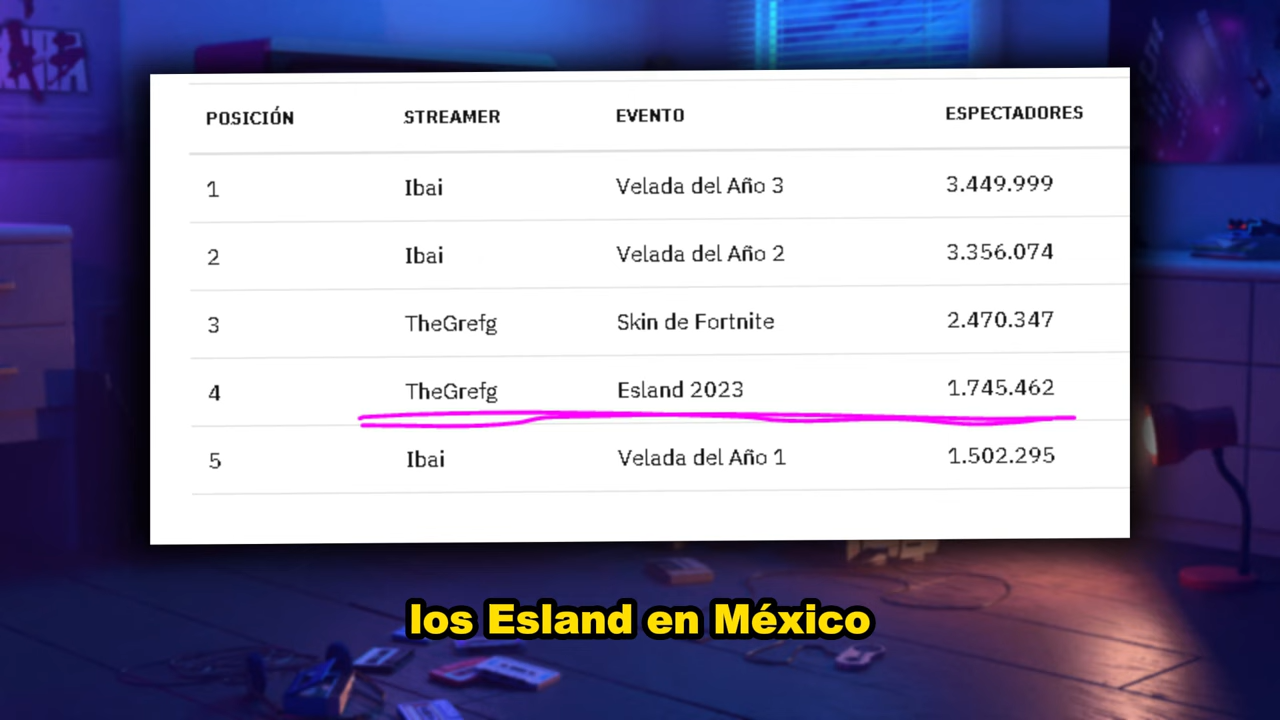 POSICIÓN STREAMER EVENTO ESPECTADORES
1 Ibai Velada del Año 3 3.449.999
2 Ibai Velada del Año 2 3.356.074
3 TheGrefg Skin de Fortnite 2.470.347
4 TheGrefg Esland 2023 1.745.462
5 Ibai Velada del Año 1 1.502.295
los Esland en México